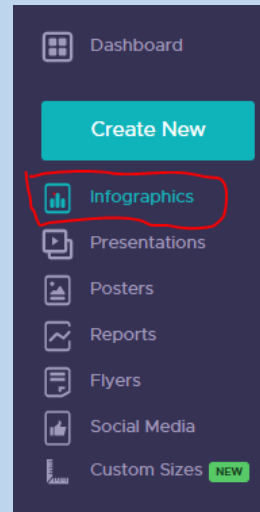 Dashboard
Create New
Infographics
Presentations
Posters
Reports
Flyers
Social Media
Custom Sizes NEW